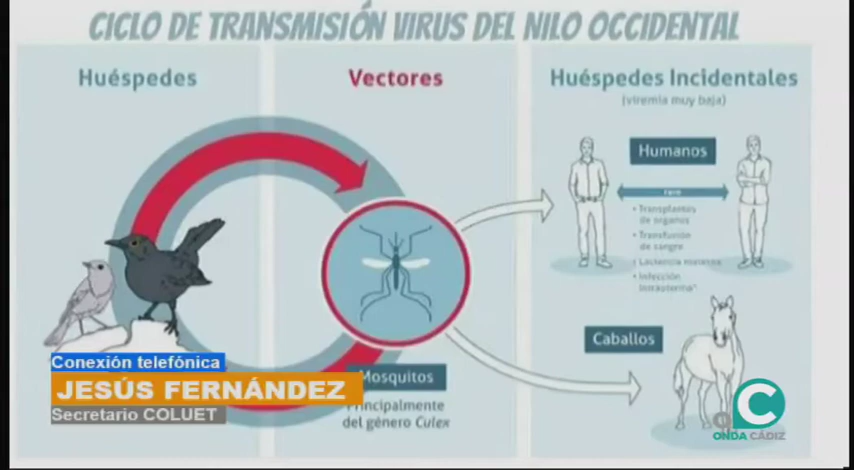 CICLO DE TRANSMISIÓN VIRUS DEL NILO OCCIDENTAL
Huéspedes
Vectores
Huéspedes Incidentales
(viremia muy baja)
Humanos
• Transplantes
de órganos
• Transfusión
de sangre
• Lactancia materna
• Infección
Intrauterina*
Caballos
Mosquitos
Principalmente
del género Culex
Conexión telefónica
JESÚS FERNÁNDEZ
Secretario COLUET
C
ONDA CÁDIZ